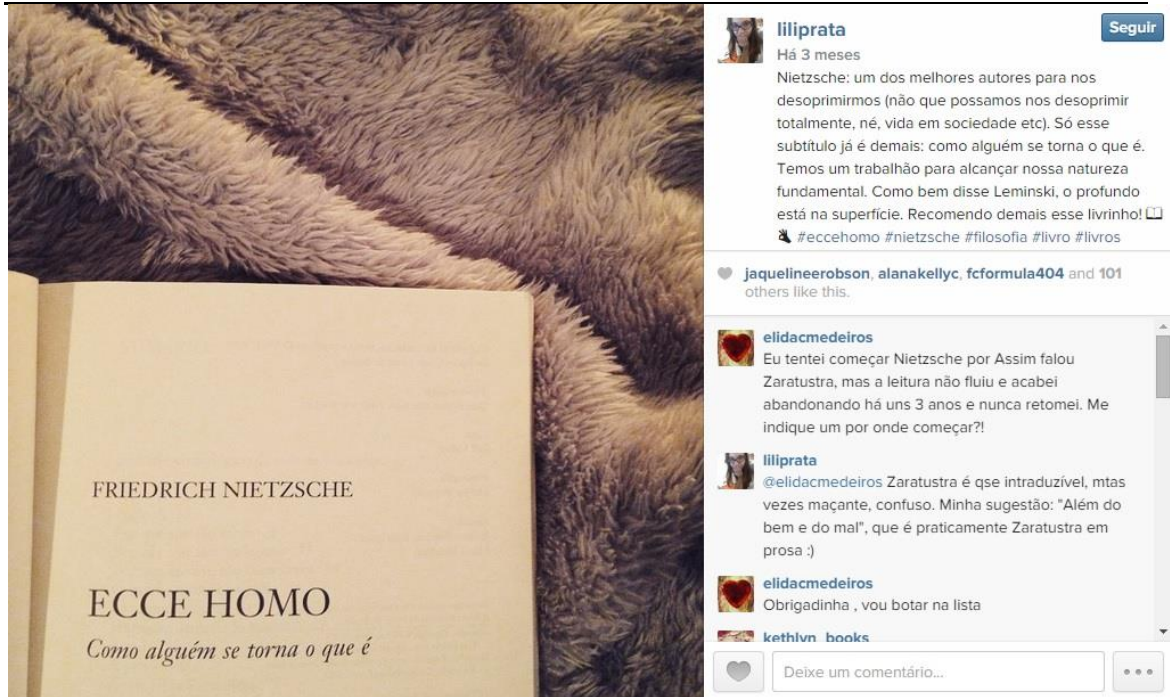 FRIEDRICH NIETZSCHE
ECCE HOMO
Como alguém se torna o que é
liliprata
Seguir
Há 3 meses
Nietzsche: um dos melhores autores para nos
desoprimirmos (não que possamos nos desoprimir
totalmente, né, vida em sociedade etc). Só esse
subtítulo já é demais: como alguém se torna o que é.
Temos um trabalhão para alcançar nossa natureza
fundamental. Como bem disse Leminski, o profundo
está na superfície. Recomendo demais esse livrinho! 📖
👌 #eccehomo #nietzsche #filosofia #livro #livros
jaquelineerobson, alanakellyc, fcformula404 and 101
others like this.
elidacmedeiros
Eu tentei começar Nietzsche por Assim falou
Zaratustra, mas a leitura não fluiu e acabei
abandonando há uns 3 anos e nunca retomei. Me
indique um por onde começar?!
liliprata
@elidacmedeiros Zaratustra é qse intraduzível, mtas
vezes maçante, confuso. Minha sugestão: "Além do
bem e do mal", que é praticamente Zaratustra em
prosa :)
elidacmedeiros
Obrigadinha , vou botar na lista
kethlyn_books
Deixe um comentário...